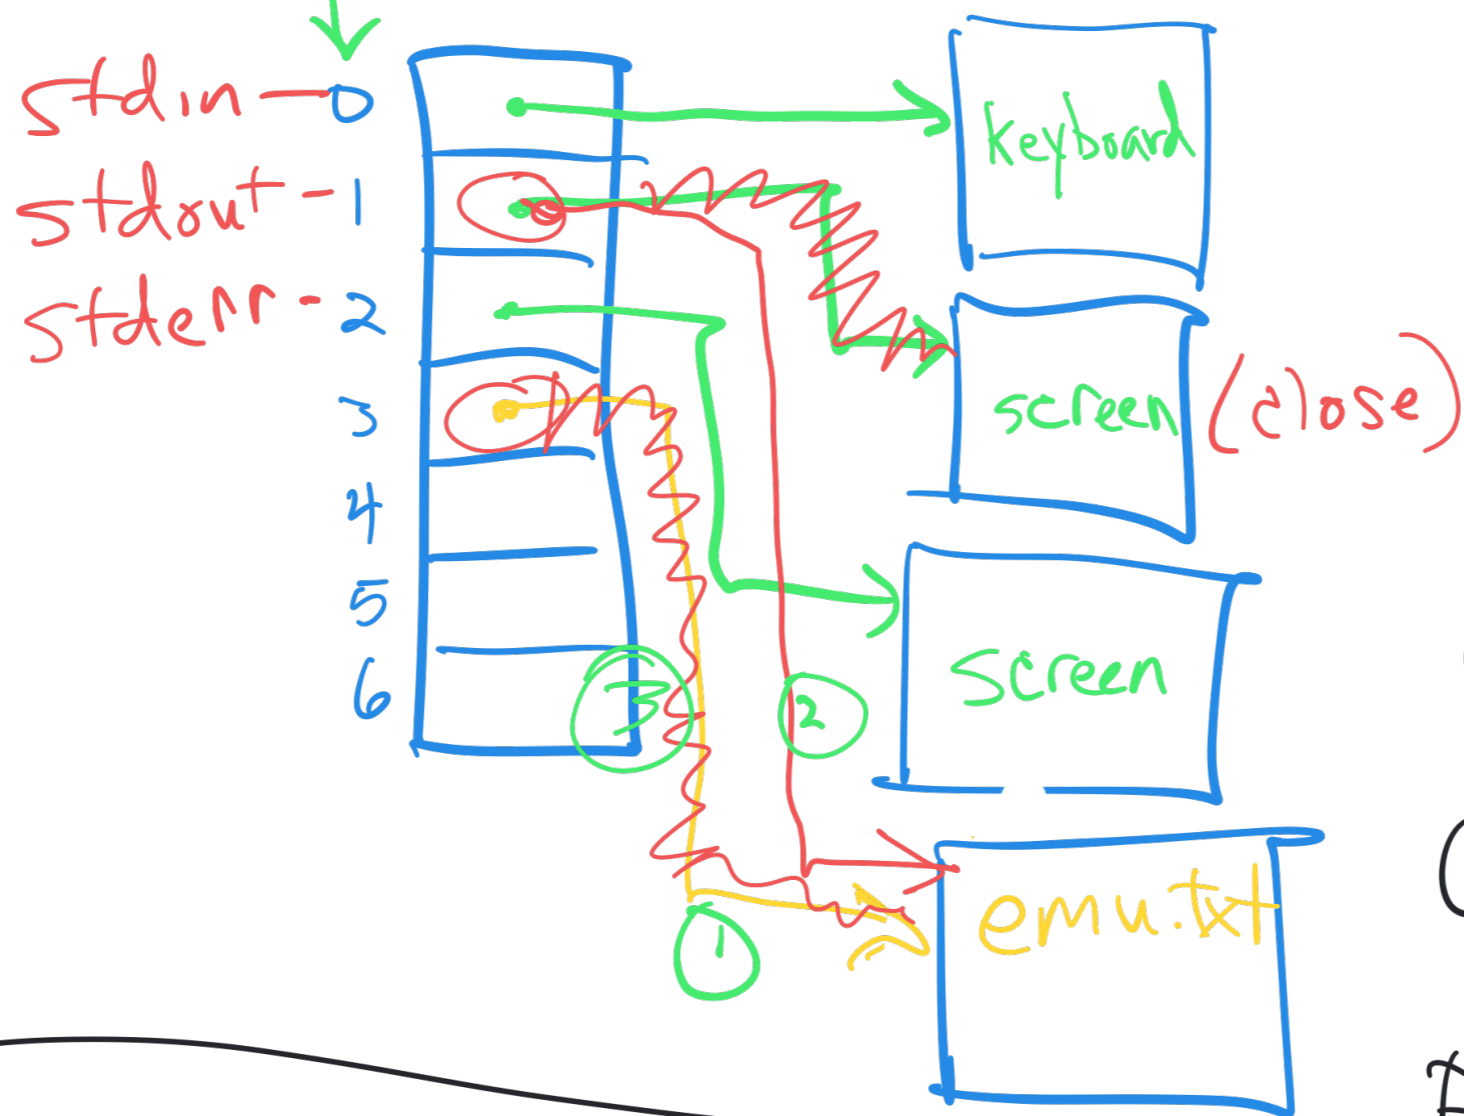 stdin - 0
stdout - 1
stderr - 2
3
4
5
6
keyboard
screen (close)
screen
3
2
emu.txt
1